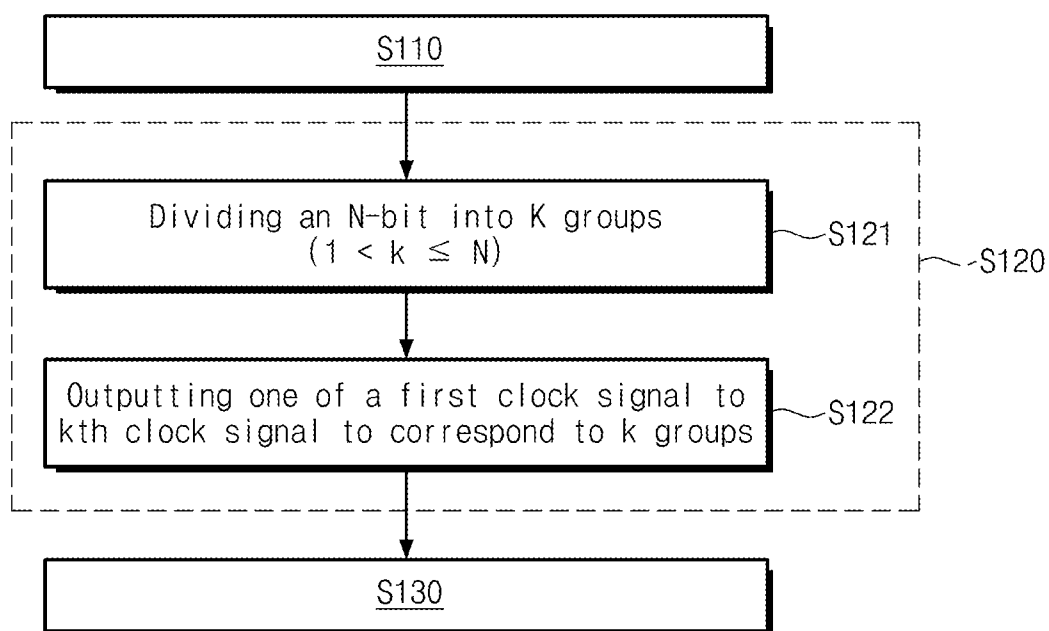 S110
Dividing an N-bit into K groups
(1 < k ≦ N)
S121
S120
Outputting one of a first clock signal to
kth clock signal to correspond to k groups
S122
S130